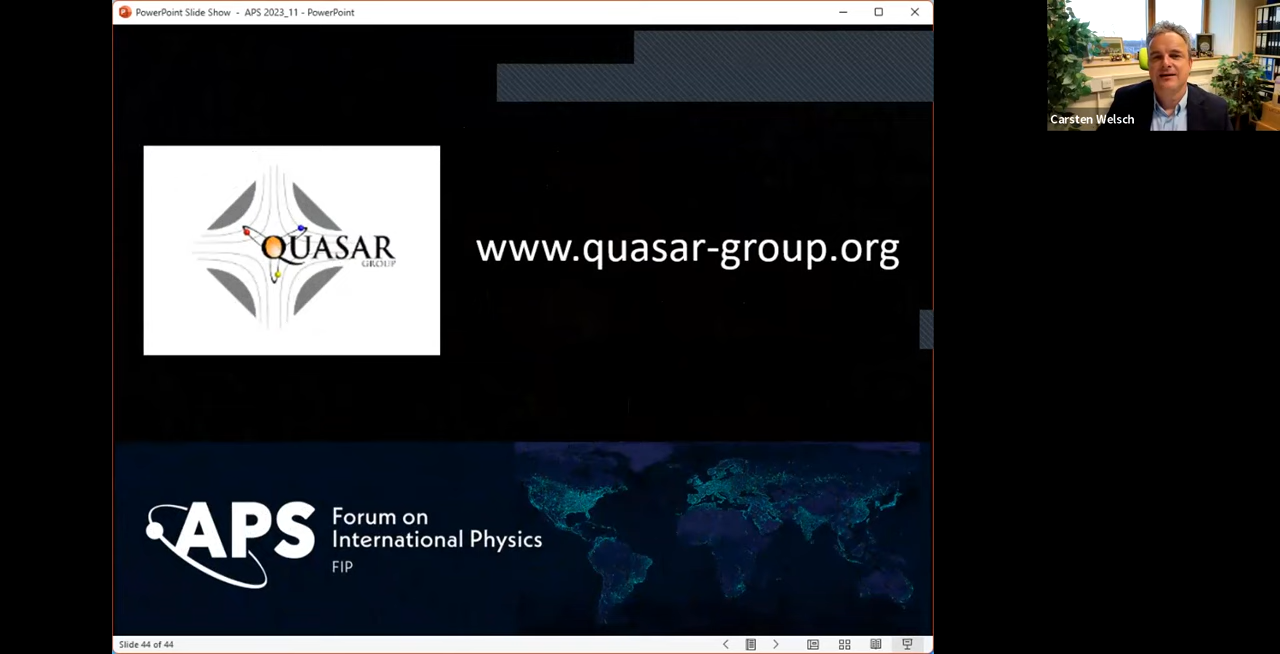 PowerPoint Slide Show - APS 2023_11 - PowerPoint
Carsten Welsch
QUASAR
GROUP
www.quasar-group.org
APS
Forum on
International Physics
FIP
Slide 44 of 44